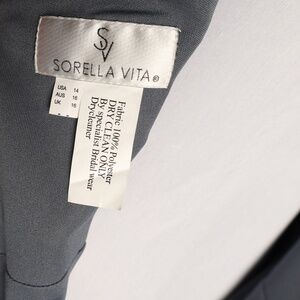 SV
SORELLA VITA®
USA 14
AUS 16
UK 16
Fabric 100% Polyester
DRY CLEAN ONLY
By specialist Bridal wear
Drycleaner